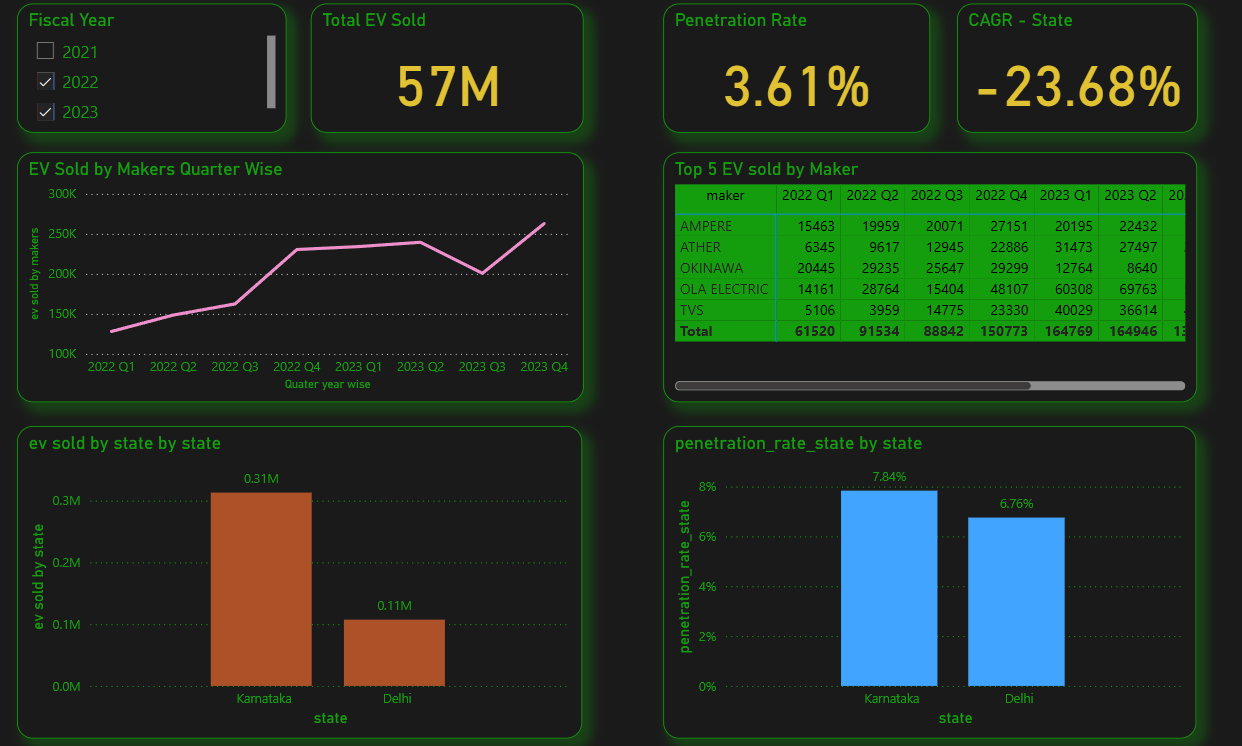 Fiscal Year
2021
2022
2023
Total EV Sold
57M
Penetration Rate
3.61%
CAGR - State
-23.68%
EV Sold by Makers Quarter Wise
ev sold by makers
300K
250K
200K
150K
100K
2022 Q1 2022 Q2 2022 Q3 2022 Q4 2023 Q1 2023 Q2 2023 Q3 2023 Q4
Quater year wise
Top 5 EV sold by Maker
maker 2022 Q1 2022 Q2 2022 Q3 2022 Q4 2023 Q1 2023 Q2 20
AMPERE 15463 19959 20071 27151 20195 22432
ATHER 6345 9617 12945 22886 31473 27497
OKINAWA 20445 29235 25647 29299 12764 8640
OLA ELECTRIC 14161 28764 15404 48107 60308 69763
TVS 5106 3959 14775 23330 40029 36614
Total 61520 91534 88842 150773 164769 164946 13
ev sold by state by state
ev sold by state
0.3M
0.2M
0.1M
0.0M
0.31M
0.11M
Karnataka Delhi
state
penetration_rate_state by state
penetration_rate_state
8%
6%
4%
2%
0%
7.84%
6.76%
Karnataka Delhi
state